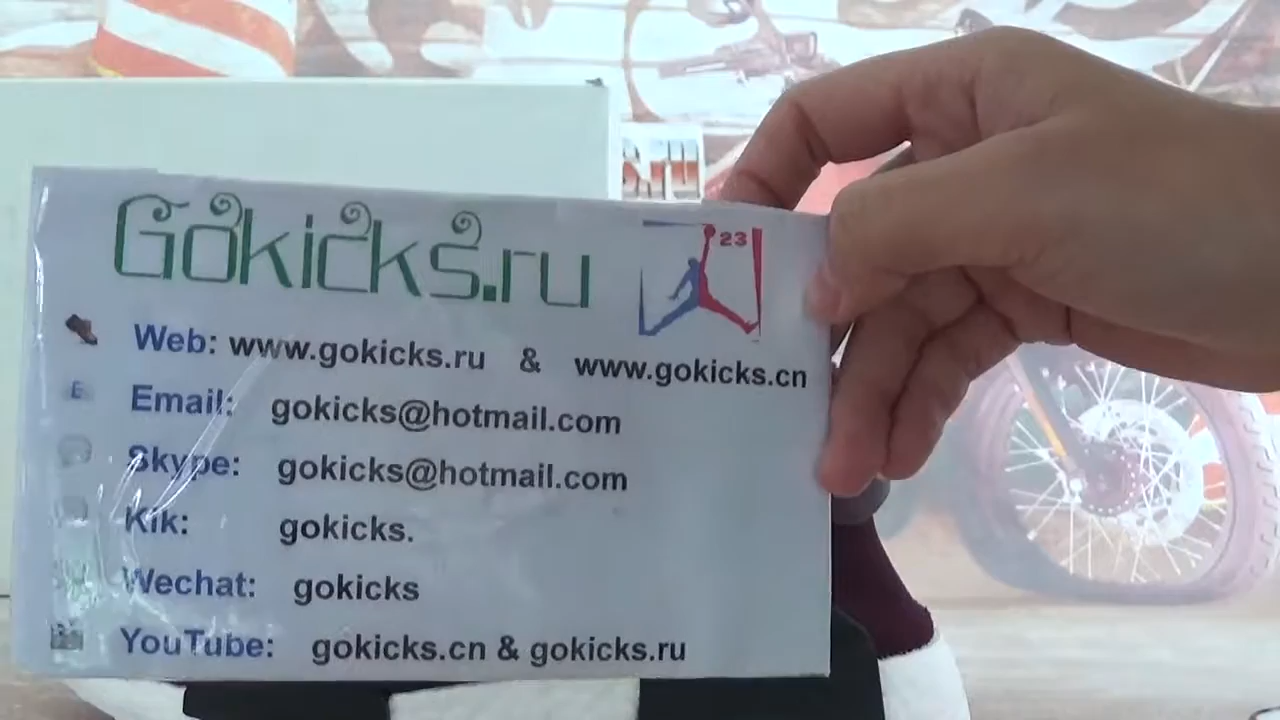 Gokicks.ru
23
Web: www.gokicks.ru & www.gokicks.cn
Email: gokicks@hotmail.com
Skype: gokicks@hotmail.com
Kik: gokicks.
Wechat: gokicks
YouTube: gokicks.cn & gokicks.ru